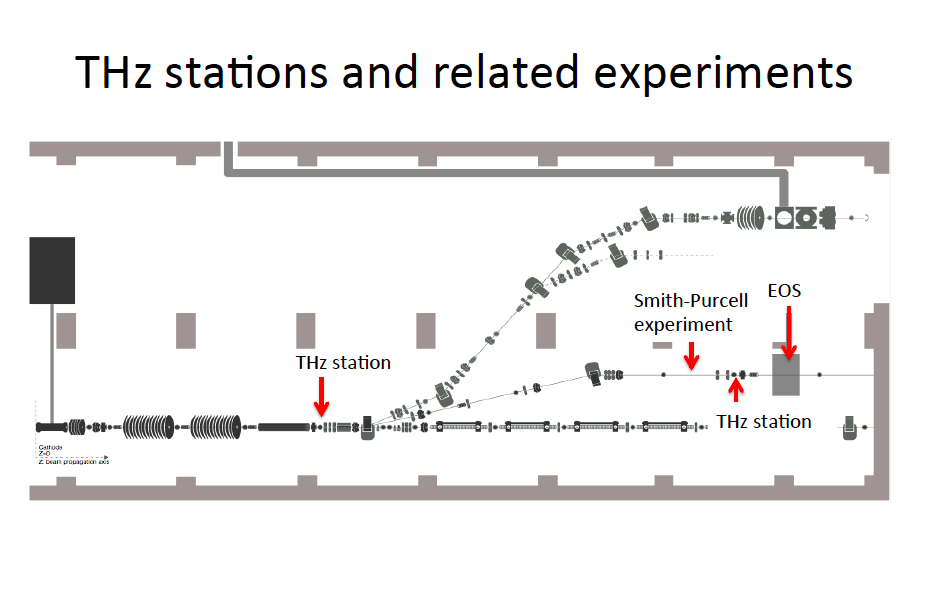 THz stations and related experiments
EOS
Smith-Purcell
experiment
THz station
THz station
Cathode
Z=0
Z: beam propagation axis